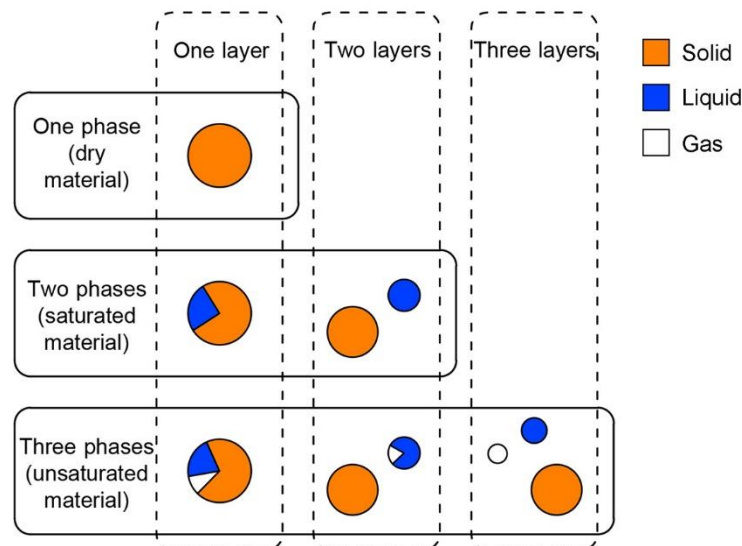 One layer
Two layers
Three layers
Solid
Liquid
Gas
One phase
(dry
material)
Two phases
(saturated
material)
Three phases
(unsaturated
material)